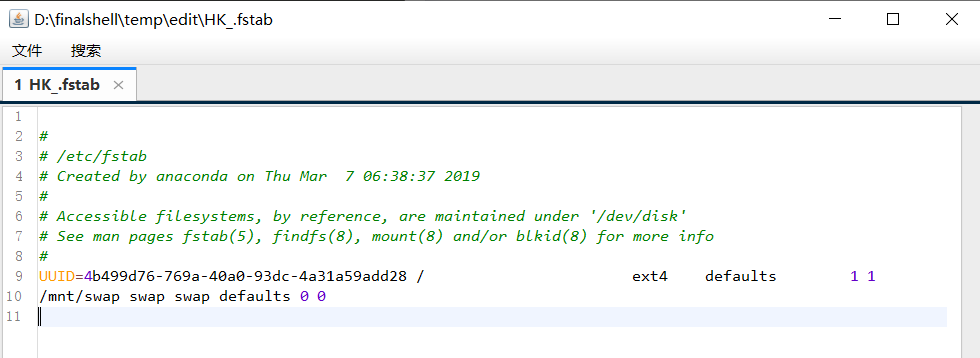 D:\finalshell\temp\edit\HK_.fstab
文件 搜索
1 HK_.fstab
1
2 #
3 # /etc/fstab
4 # Created by anaconda on Thu Mar  7 06:38:37 2019
5 #
6 # Accessible filesystems, by reference, are maintained under '/dev/disk'
7 # See man pages fstab(5), findfs(8), mount(8) and/or blkid(8) for more info
8 #
9 UUID=4b499d76-769a-40a0-93dc-4a31a59add28 /                       ext4    defaults        1 1
10 /mnt/swap swap swap defaults 0 0
11